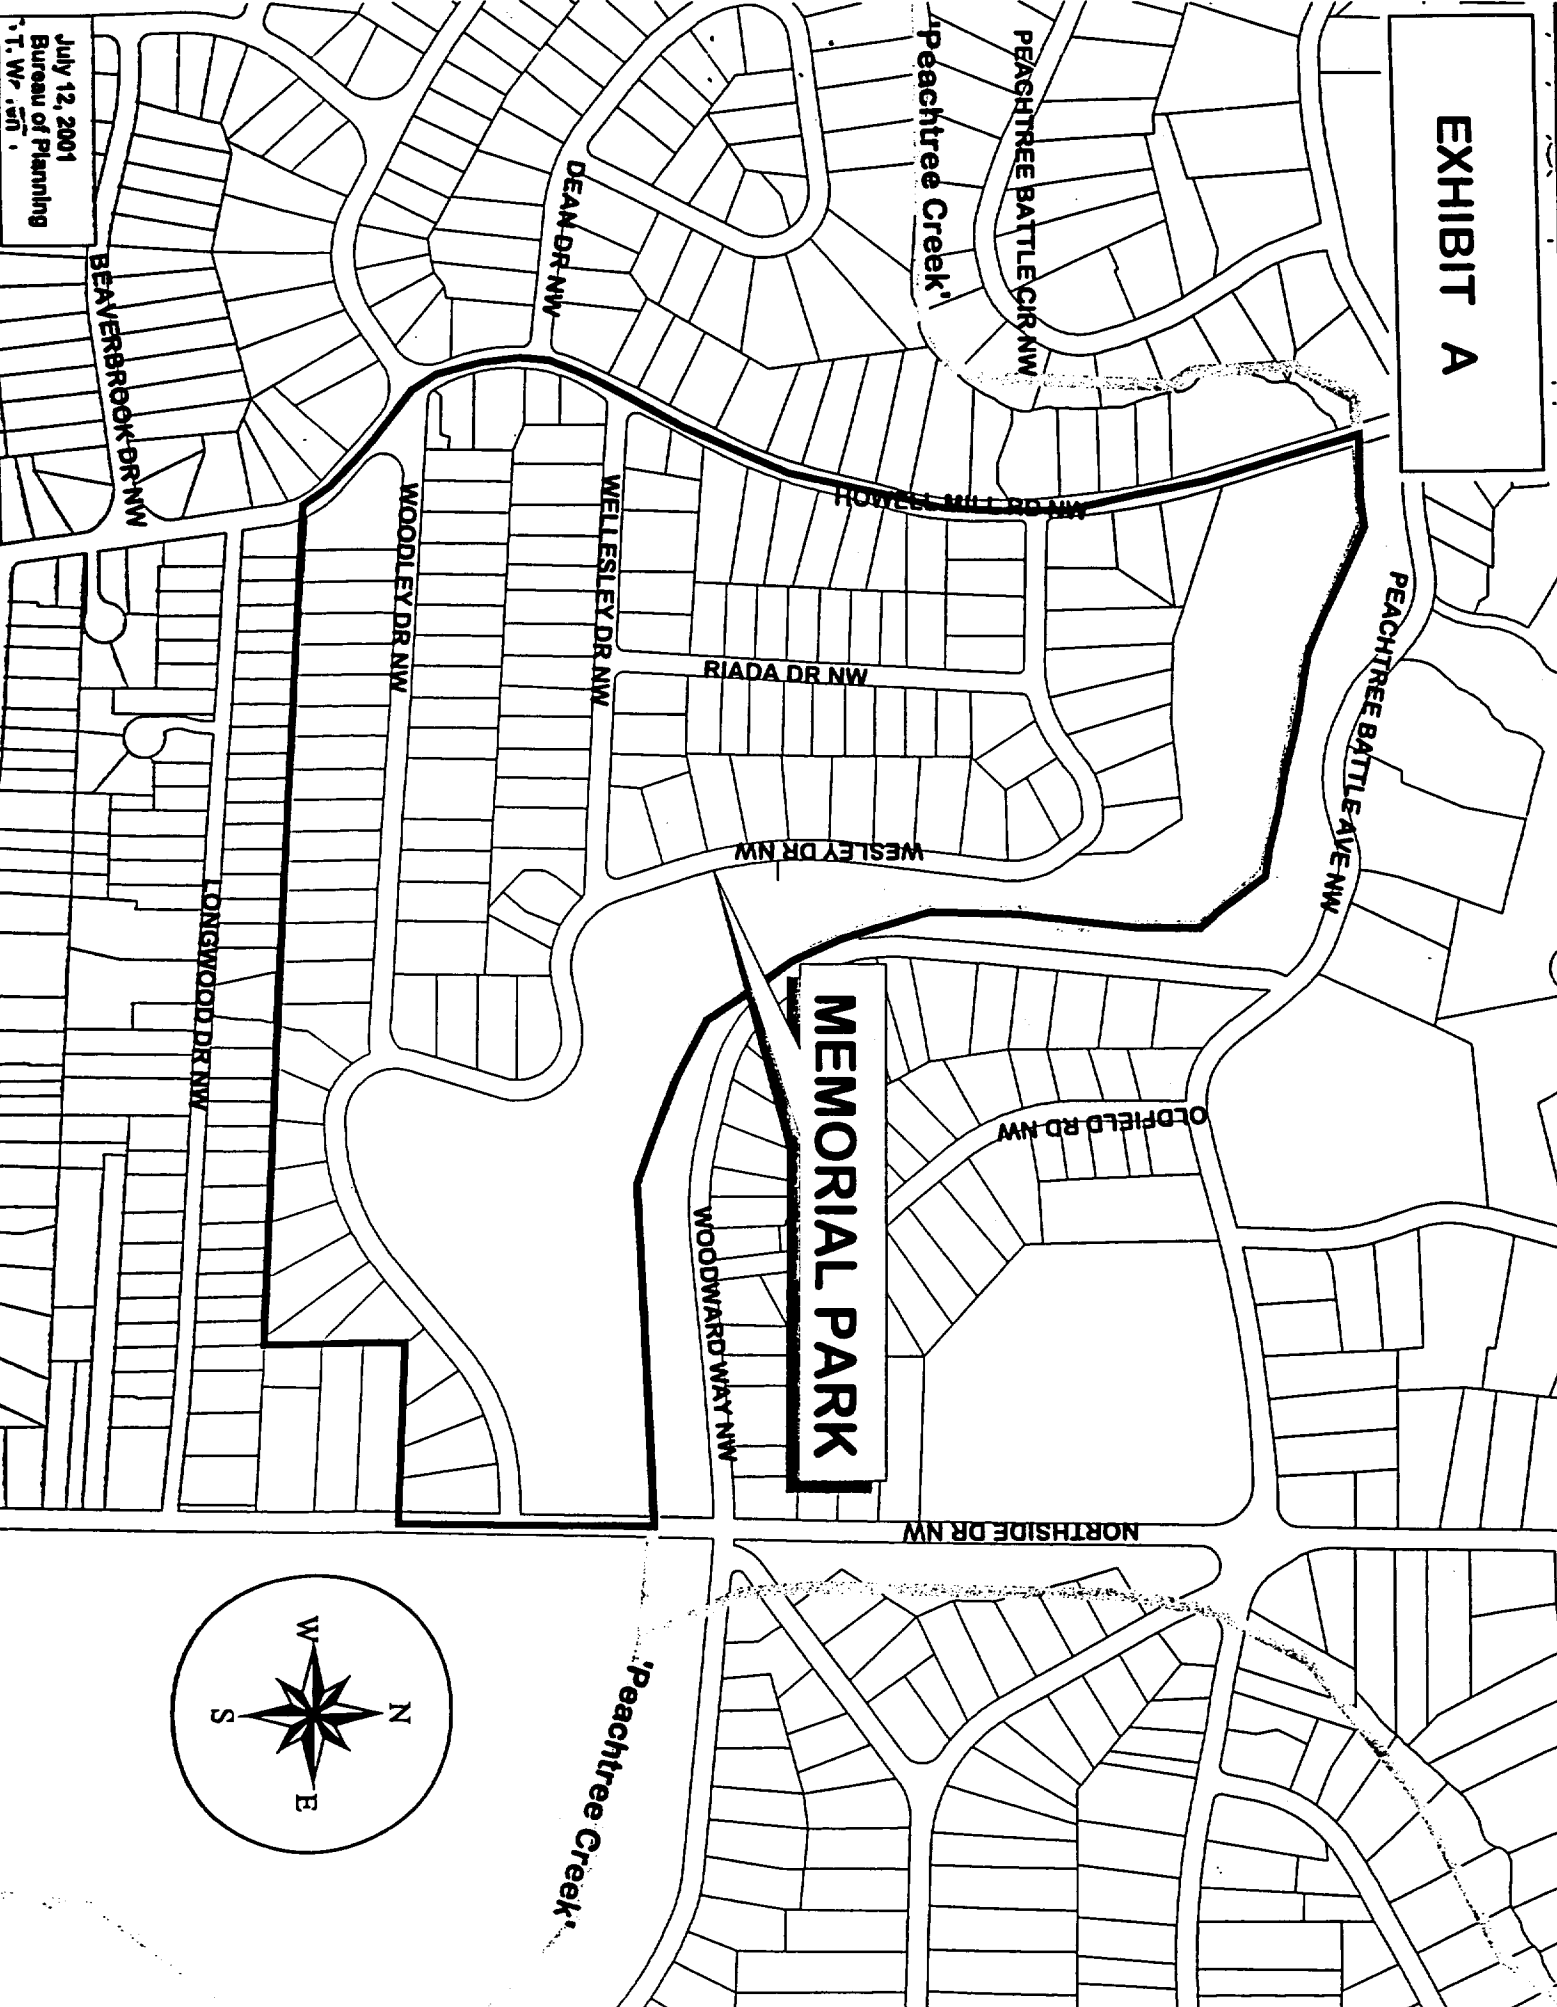 EXHIBIT A
PEACHTREE BATTLE CIR NW
'Peachtree Creek'
DEAN DR NW
HOWELL MILL RD NW
PEACHTREE BATTLE AVE NW
WELLESLEY DR NW
RIADA DR NW
WOODLEY DR NW
WESLEY DR NW
BEAVERBROOK DR NW
LONGWOOD DR NW
OLDFIELD RD NW
MEMORIAL PARK
WOODWARD WAY NW
NORTHSIDE DR NW
'Peachtree Creek'
N
W
E
S
July 12, 2001
Bureau of Planning